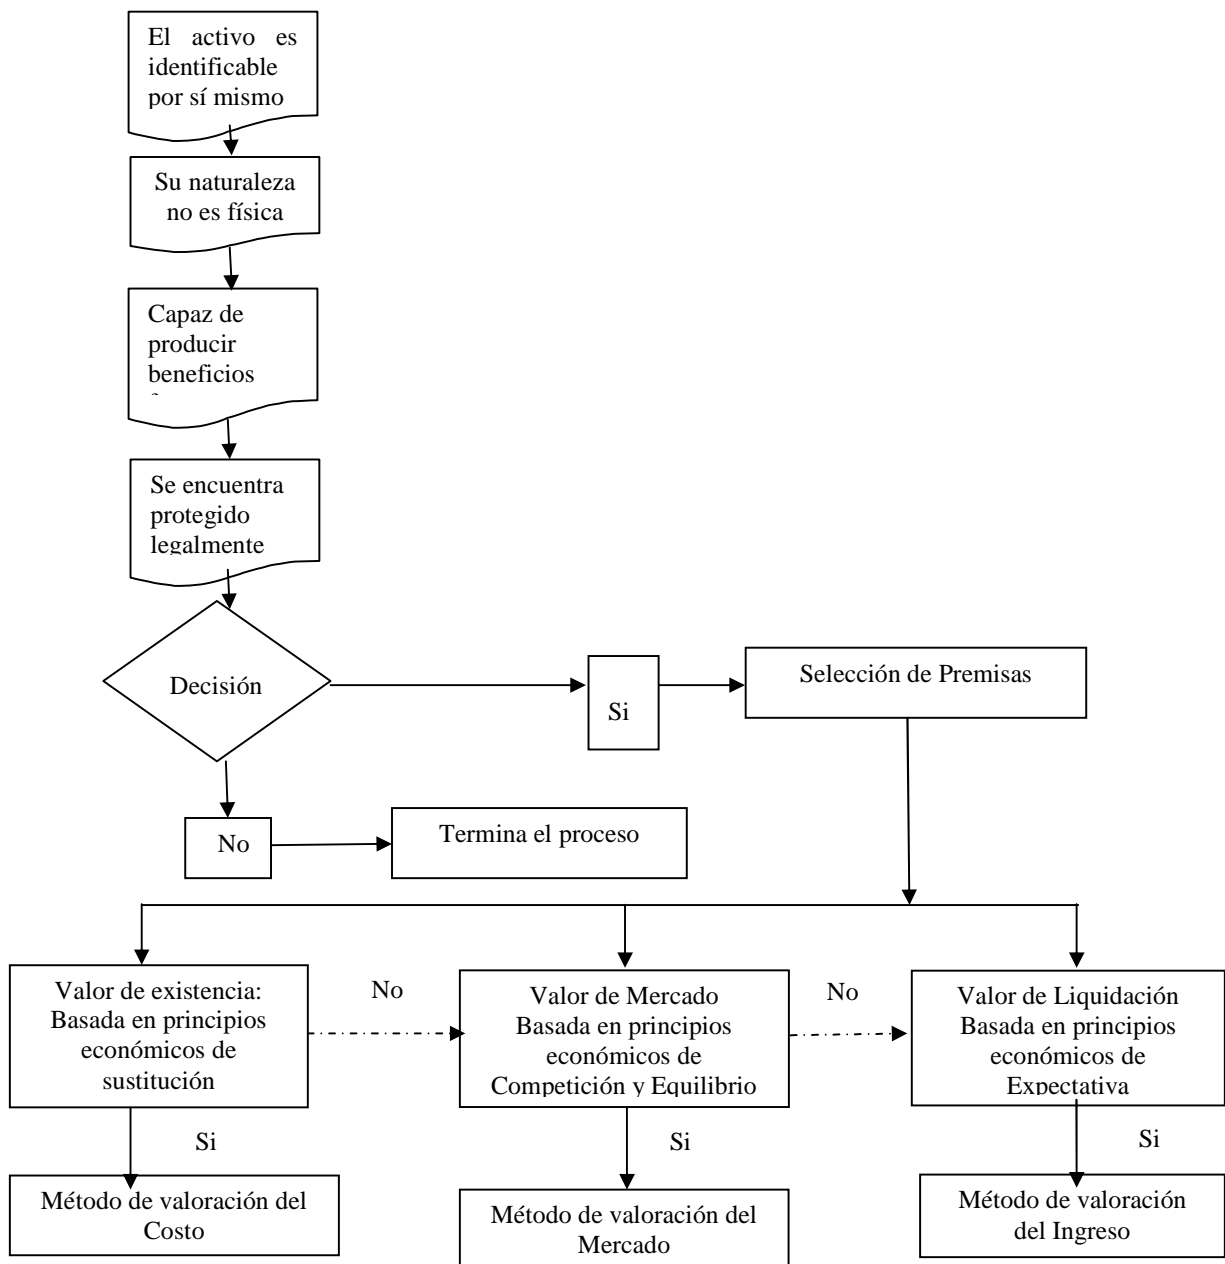 El activo es
identificable
por sí mismo
Su naturaleza
no es física
Capaz de
producir
beneficios
Se encuentra
protegido
legalmente
Decisión
Si
Selección de Premisas
No
Termina el proceso
Valor de existencia:
Basada en principios
económicos de
sustitución
No
Valor de Mercado
Basada en principios
económicos de
Competición y Equilibrio
No
Valor de Liquidación
Basada en principios
económicos de
Expectativa
Si
Si
Si
Método de valoración del
Costo
Método de valoración del
Mercado
Método de valoración
del Ingreso